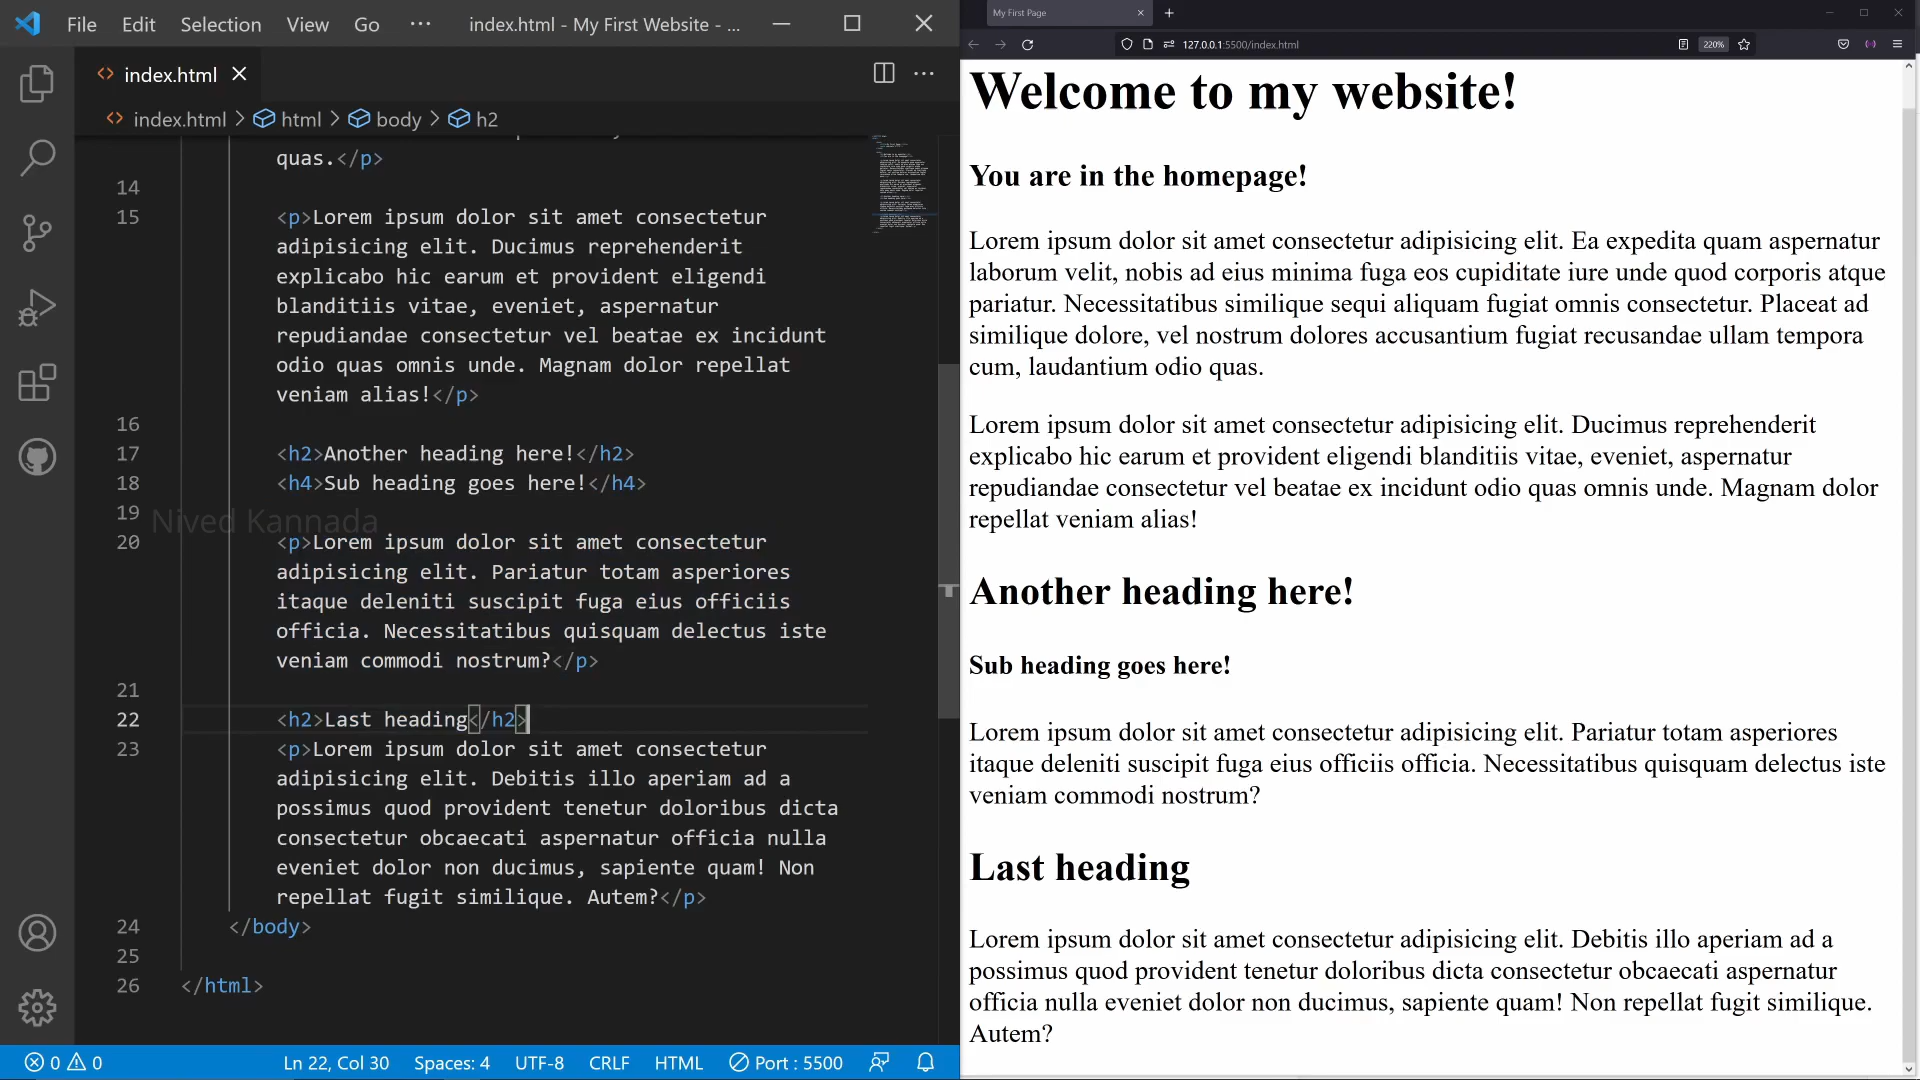 File Edit Selection View Go ··· index.html - My First Website - ...
index.html
index.html > html > body > h2
quas.</p>
14
15 <p>Lorem ipsum dolor sit amet consectetur
adipisicing elit. Ducimus reprehenderit
explicabo hic earum et provident eligendi
blanditiis vitae, eveniet, aspernatur
repudiandae consectetur vel beatae ex incidunt
odio quas omnis unde. Magnam dolor repellat
veniam alias!</p>
16
17 <h2>Another heading here!</h2>
18 <h4>Sub heading goes here!</h4>
19
Nived Kannada
20 <p>Lorem ipsum dolor sit amet consectetur
adipisicing elit. Pariatur totam asperiores
itaque deleniti suscipit fuga eius officiis
officia. Necessitatibus quisquam delectus iste
veniam commodi nostrum?</p>
21
22 <h2>Last heading</h2>
23 <p>Lorem ipsum dolor sit amet consectetur
adipisicing elit. Debitis illo aperiam ad a
possimus quod provident tenetur doloribus dicta
consectetur obcaecati aspernatur officia nulla
eveniet dolor non ducimus, sapiente quam! Non
repellat fugit similique. Autem?</p>
24 </body>
25
26 </html>
0 0 Ln 22, Col 30 Spaces: 4 UTF-8 CRLF HTML Port : 5500
My First Page
127.0.0.1:5500/index.html 220%
Welcome to my website!
You are in the homepage!
Lorem ipsum dolor sit amet consectetur adipisicing elit. Ea expedita quam aspernatur
laborum velit, nobis ad eius minima fuga eos cupiditate iure unde quod corporis atque
pariatur. Necessitatibus similique sequi aliquam fugiat omnis consectetur. Placeat ad
similique dolore, vel nostrum dolores accusantium fugiat recusandae ullam tempora
cum, laudantium odio quas.
Lorem ipsum dolor sit amet consectetur adipisicing elit. Ducimus reprehenderit
explicabo hic earum et provident eligendi blanditiis vitae, eveniet, aspernatur
repudiandae consectetur vel beatae ex incidunt odio quas omnis unde. Magnam dolor
repellat veniam alias!
Another heading here!
Sub heading goes here!
Lorem ipsum dolor sit amet consectetur adipisicing elit. Pariatur totam asperiores
itaque deleniti suscipit fuga eius officiis officia. Necessitatibus quisquam delectus iste
veniam commodi nostrum?
Last heading
Lorem ipsum dolor sit amet consectetur adipisicing elit. Debitis illo aperiam ad a
possimus quod provident tenetur doloribus dicta consectetur obcaecati aspernatur
officia nulla eveniet dolor non ducimus, sapiente quam! Non repellat fugit similique.
Autem?